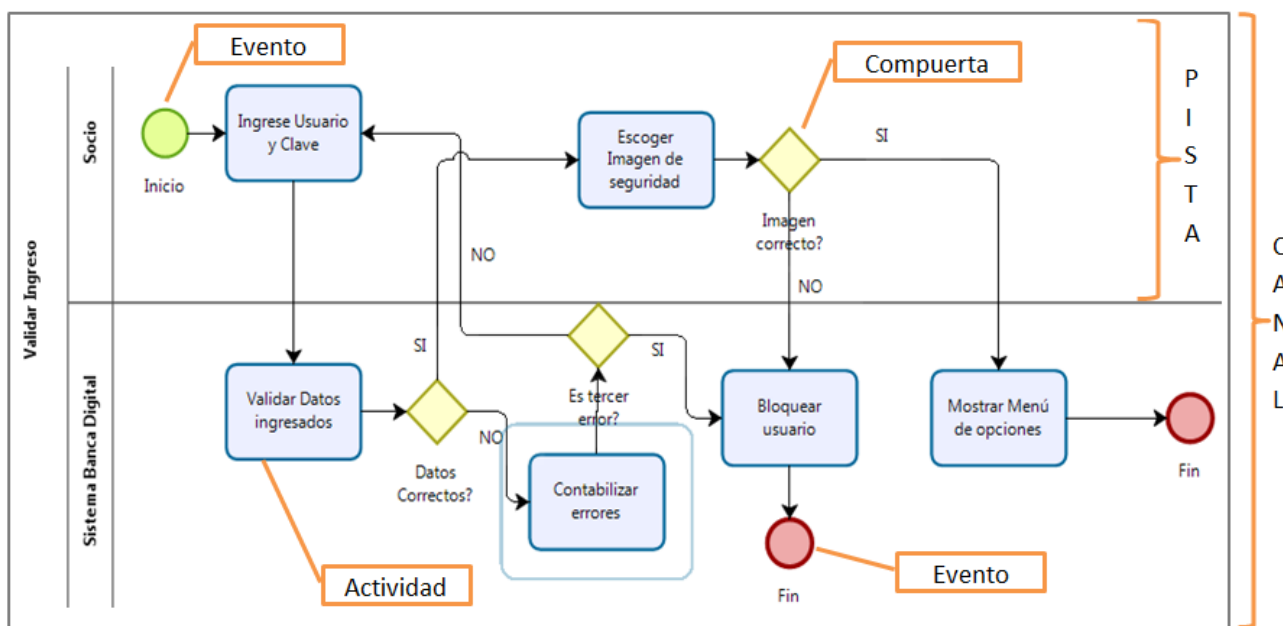 Evento
Compuerta
P
I
S
T
A
C
A
N
A
L
Validar Ingreso
Socio
Inicio
Ingrese Usuario
y Clave
Escoger
Imagen de
seguridad
SI
Imagen
correcto?
NO
NO
Sistema Banca Digital
Validar Datos
ingresados
SI
Datos
Correctos?
NO
Es tercer
error?
SI
Contabilizar
errores
Bloquear
usuario
Mostrar Menú
de opciones
Fin
Fin
Actividad
Evento